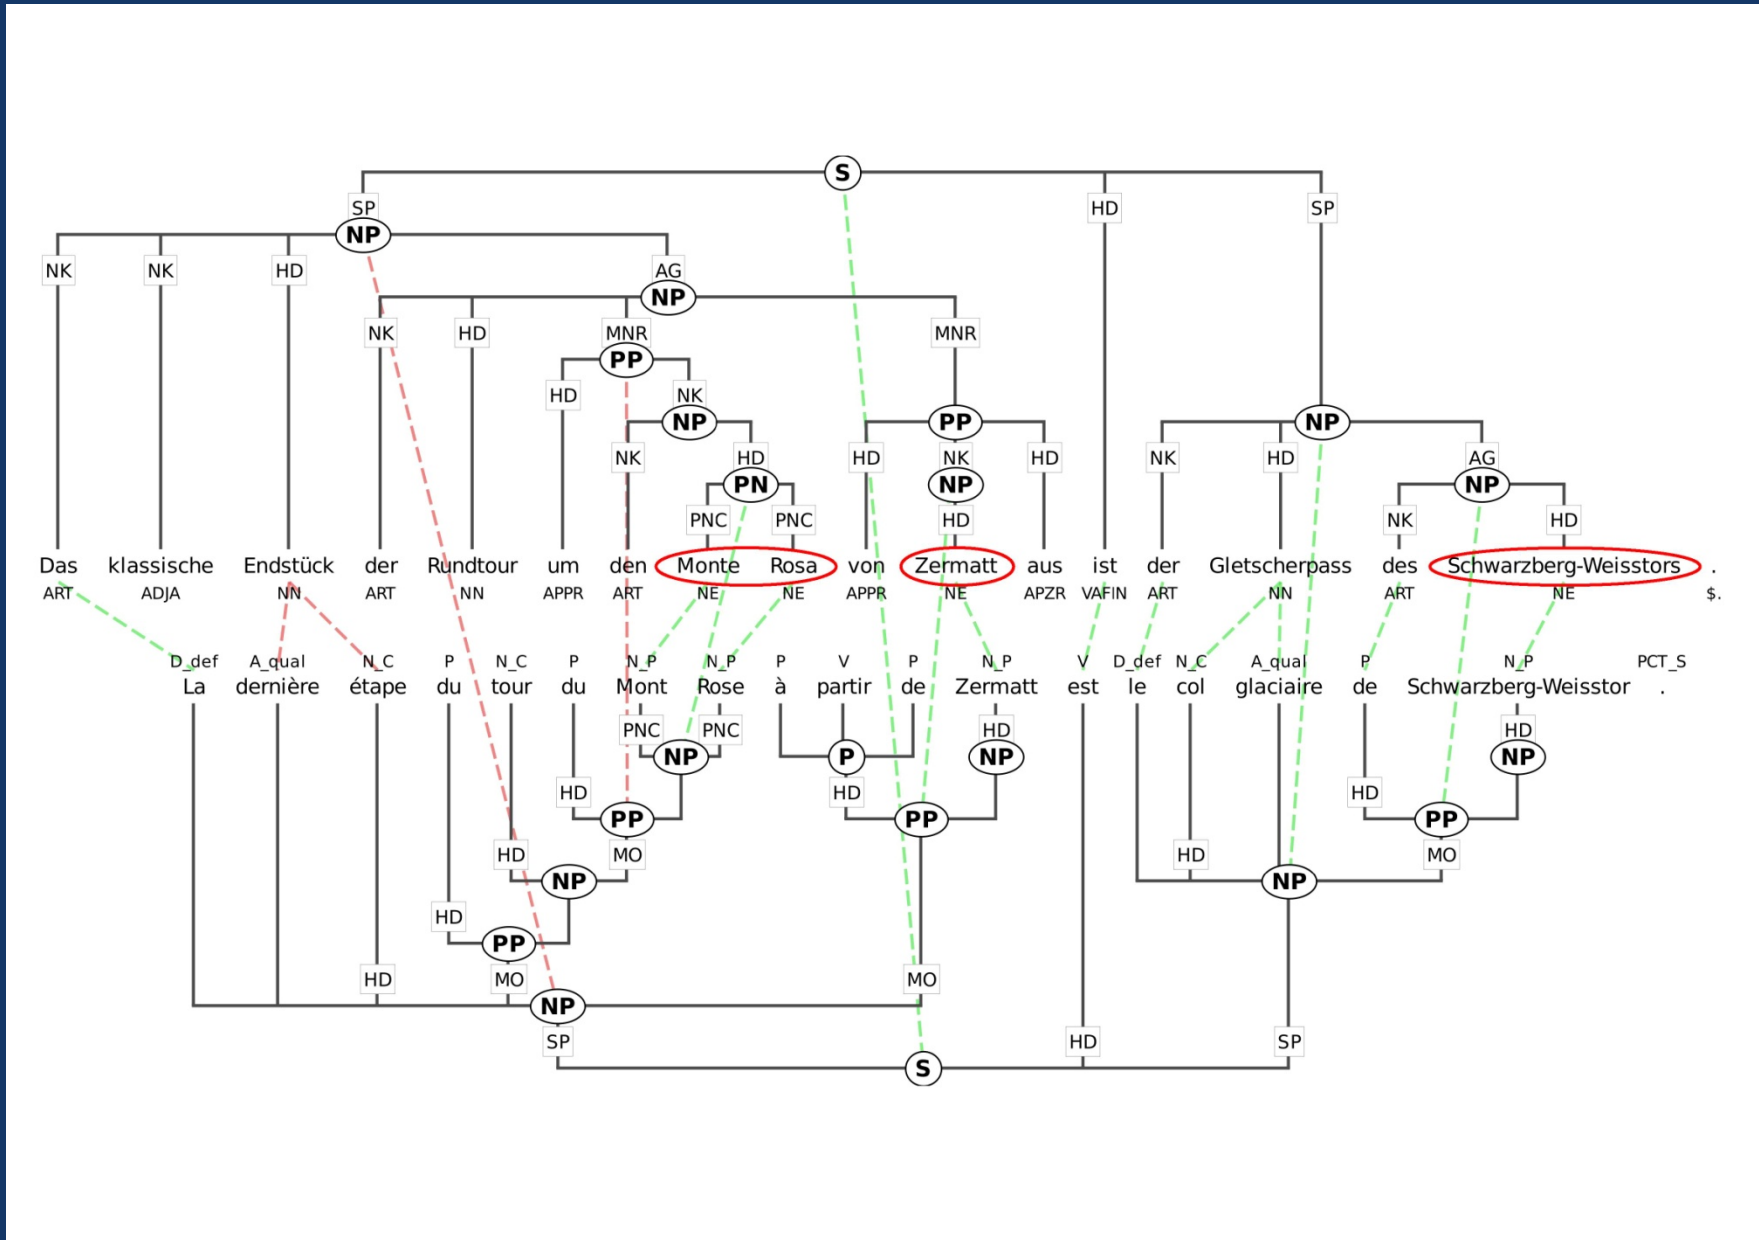 S
SP HD SP
NP
NK NK HD AG
NP
NK HD MNR MNR
PP
HD NK
NP PP NP
NK HD HD NK HD NK HD AG
PN NP NP
PNC PNC HD NK HD
Das klassische Endstück der Rundtour um den Monte Rosa von Zermatt aus ist der Gletscherpass des Schwarzberg-Weisstors .
ART ADJA NN ART NN APPR ART NE NE APPR NE APZR VAFIN ART NN ART NE $.
D_def A_qual N_C P N_C P N_P N_P P V P N_P V D_def N_C A_qual P N_P PCT_S
La dernière étape du tour du Mont Rose à partir de Zermatt est le col glaciaire de Schwarzberg-Weisstor .
PNC PNC HD HD
NP P NP NP
HD HD HD
PP PP PP
HD MO HD MO
NP NP
HD
PP
HD MO MO
NP
SP HD SP
S